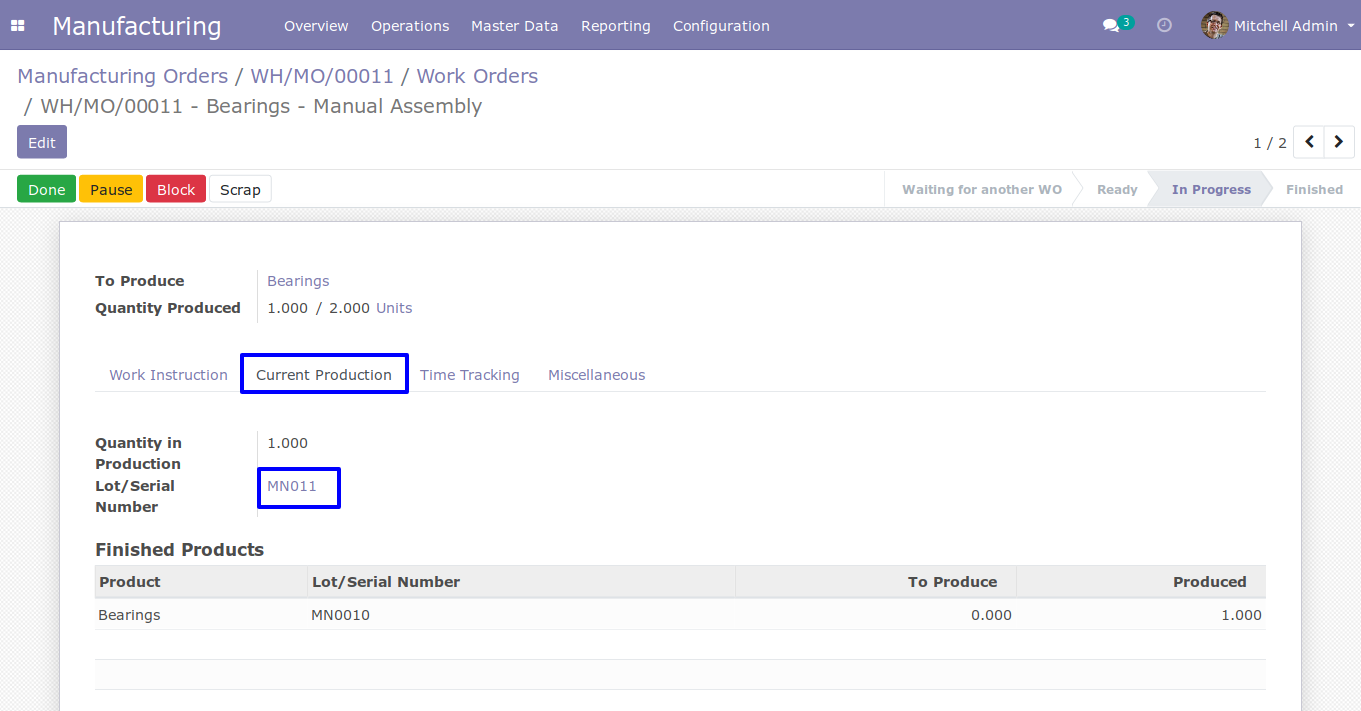 Manufacturing Overview Operations Master Data Reporting Configuration 3 Mitchell Admin
Manufacturing Orders / WH/MO/00011 / Work Orders
/ WH/MO/00011 - Bearings - Manual Assembly
Edit 1 / 2
Done Pause Block Scrap Waiting for another WO Ready In Progress Finished
To Produce Bearings
Quantity Produced 1.000 / 2.000 Units
Work Instruction Current Production Time Tracking Miscellaneous
Quantity in 1.000
Production
Lot/Serial MN011
Number
Finished Products
Product Lot/Serial Number To Produce Produced
Bearings MN0010 0.000 1.000